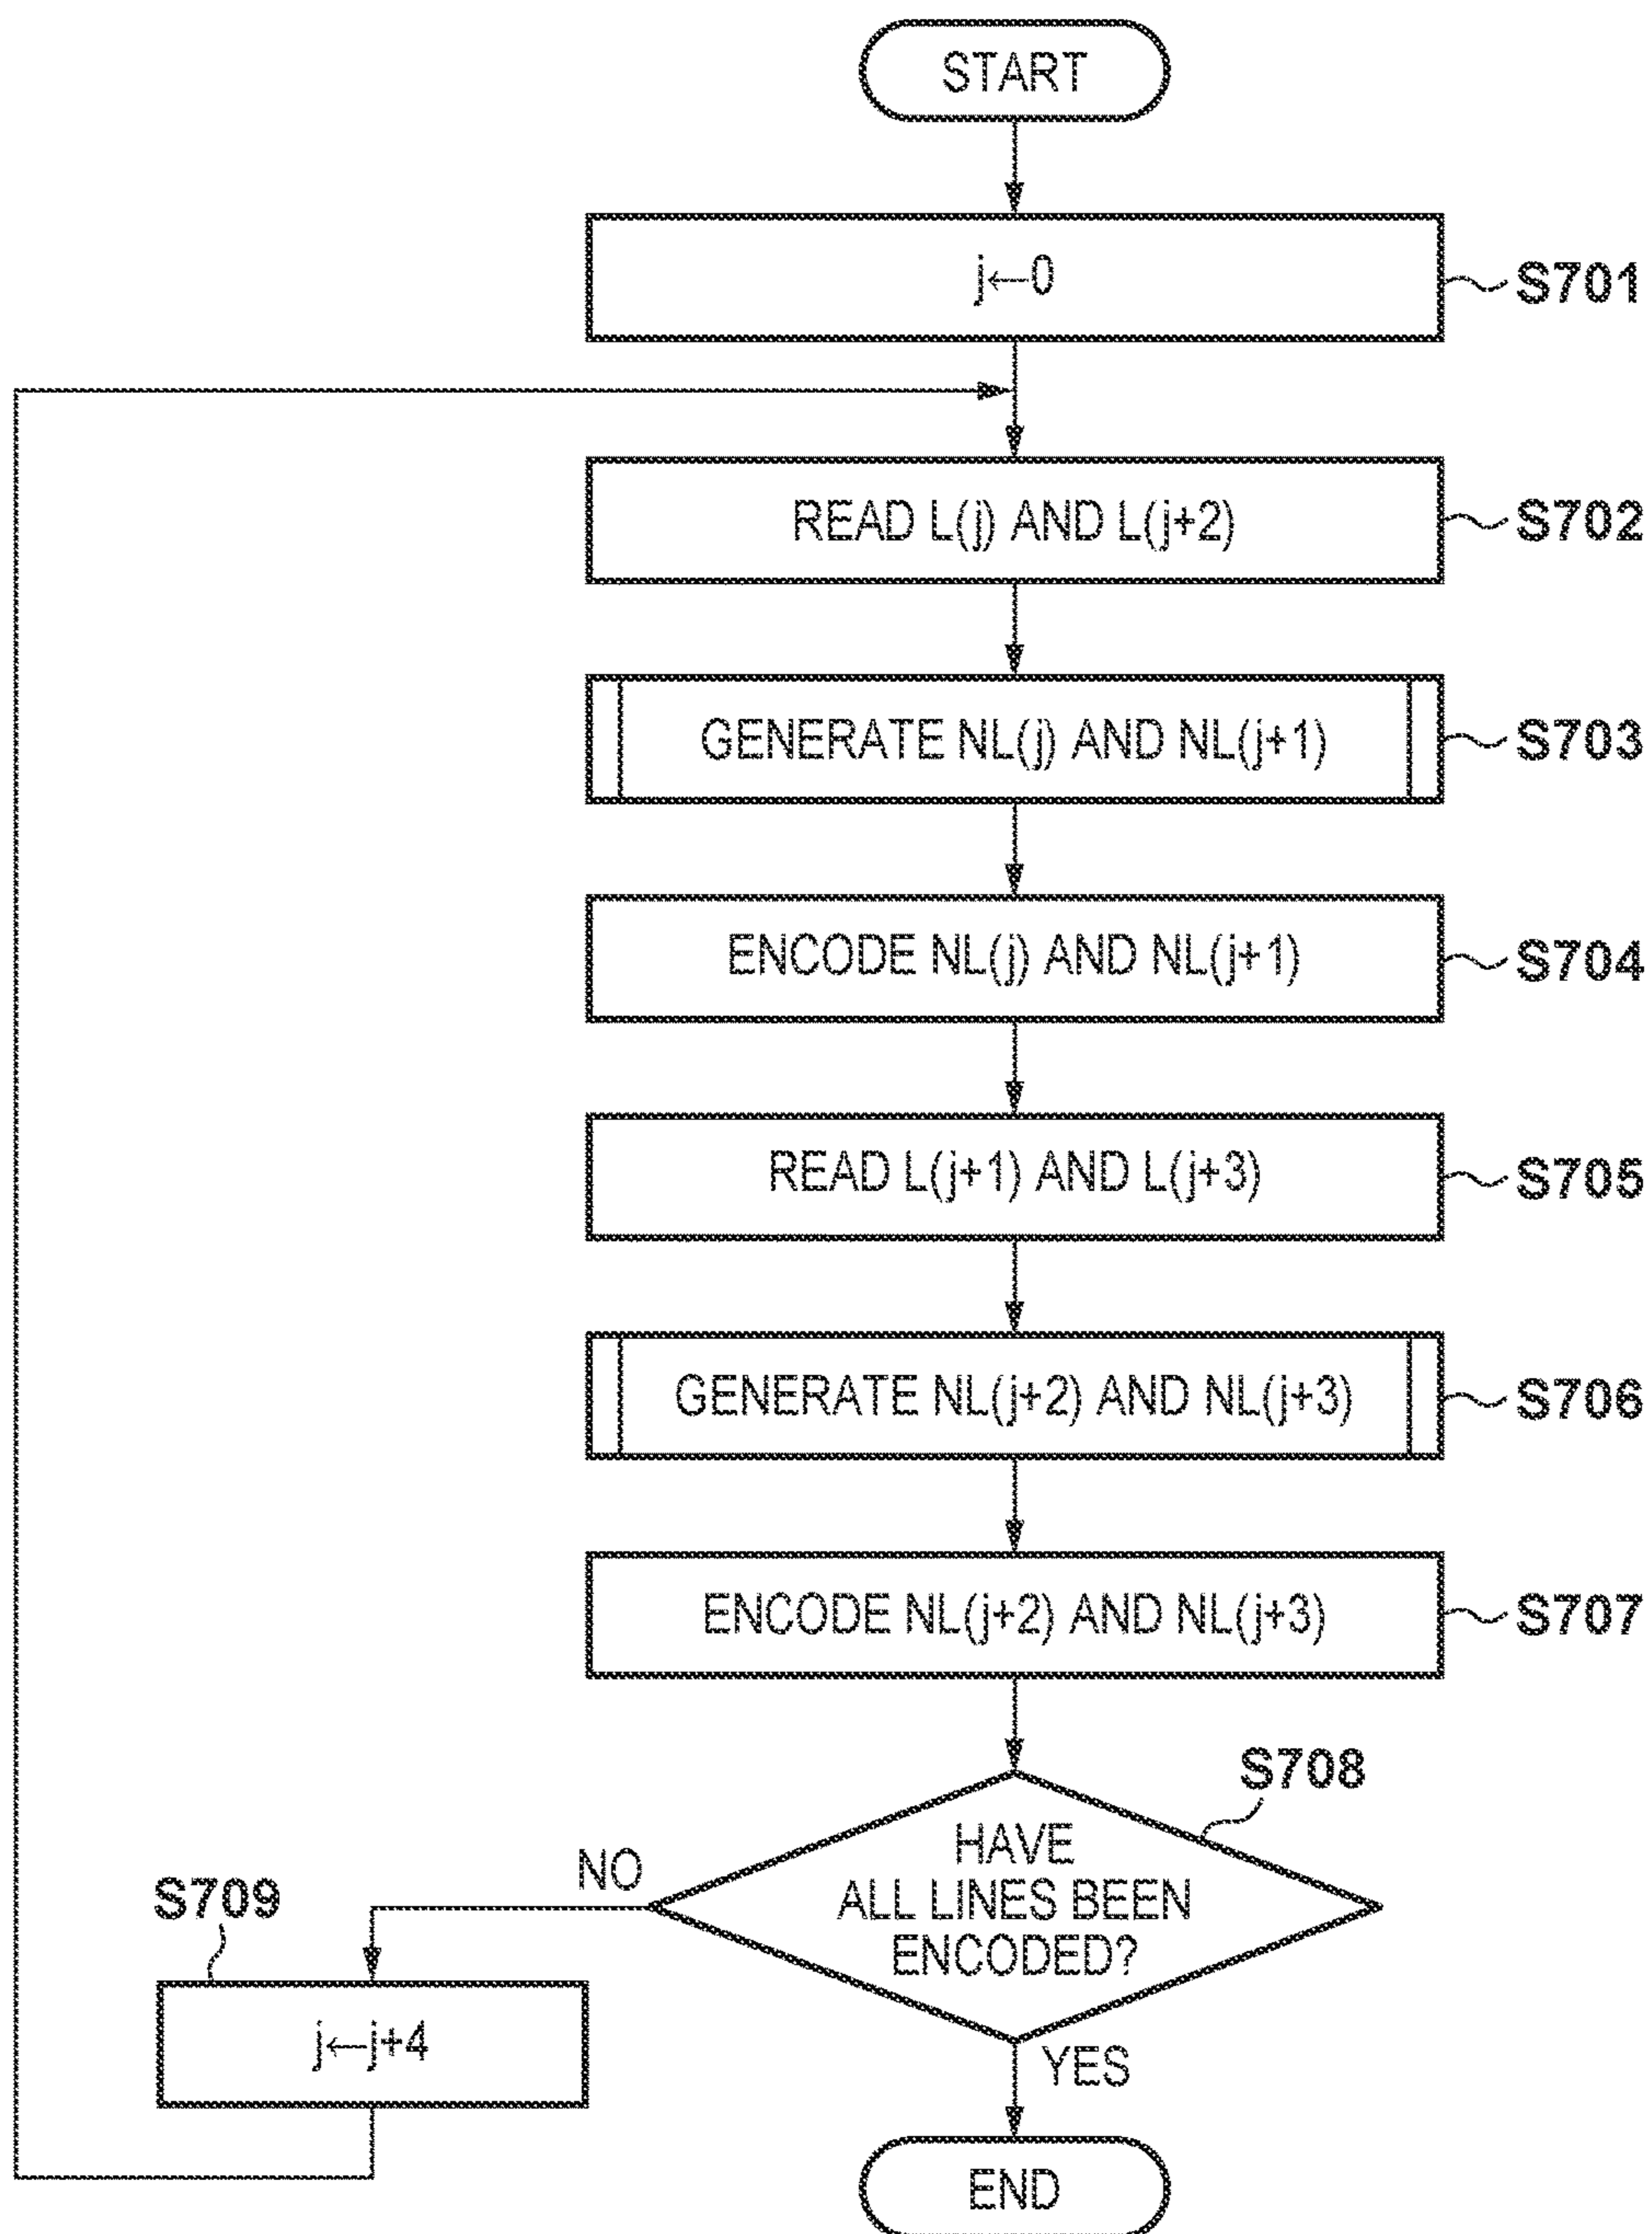 START
j←0
S701
READ L(j) AND L(j+2)
S702
GENERATE NL(j) AND NL(j+1)
S703
ENCODE NL(j) AND NL(j+1)
S704
READ L(j+1) AND L(j+3)
S705
GENERATE NL(j+2) AND NL(j+3)
S706
ENCODE NL(j+2) AND NL(j+3)
S707
S708
HAVE
ALL LINES BEEN
ENCODED?
NO
S709
j←j+4
YES
END